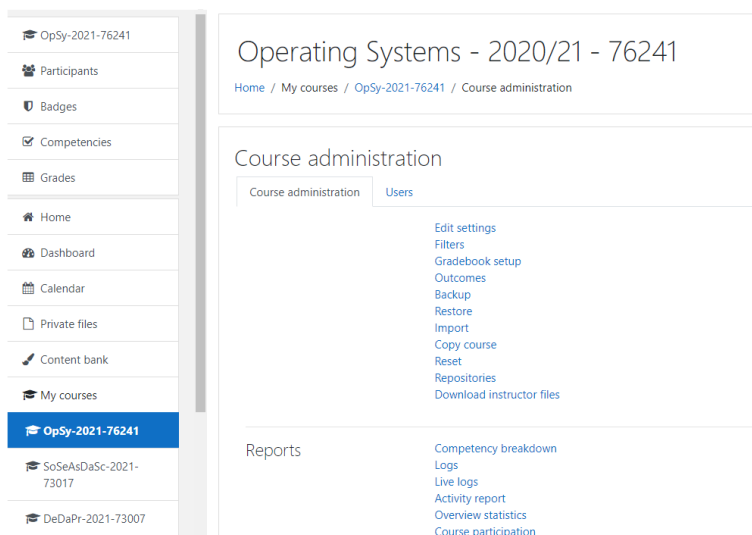 OpSy-2021-76241
Participants
Badges
Competencies
Grades
Home
Dashboard
Calendar
Private files
Content bank
My courses
OpSy-2021-76241
SoSeAsDaSc-2021-
73017
DeDaPr-2021-73007
Operating Systems - 2020/21 - 76241
Home / My courses / OpSy-2021-76241 / Course administration
Course administration
Course administration Users
Edit settings
Filters
Gradebook setup
Outcomes
Backup
Restore
Import
Copy course
Reset
Repositories
Download instructor files
Reports
Competency breakdown
Logs
Live logs
Activity report
Overview statistics
Course participation